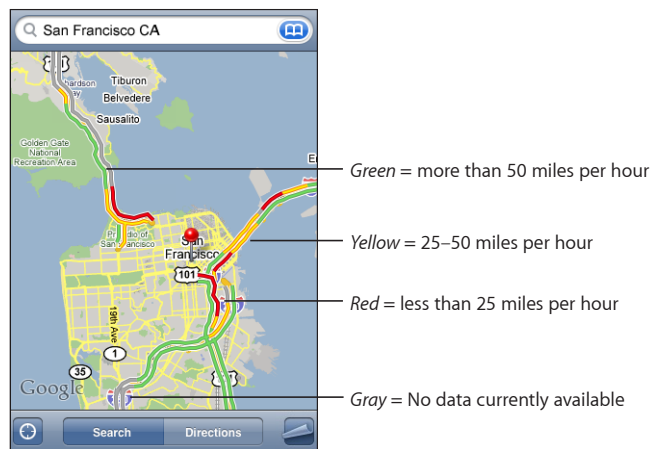 San Francisco CA
Tiburon
Belvedere
Sausalito
Golden Gate
National
Recreation Area
Green = more than 50 miles per hour
Yellow = 25–50 miles per hour
San
Francisco
101
Red = less than 25 miles per hour
19th Ave
1
35
Google
Gray = No data currently available
Search
Directions